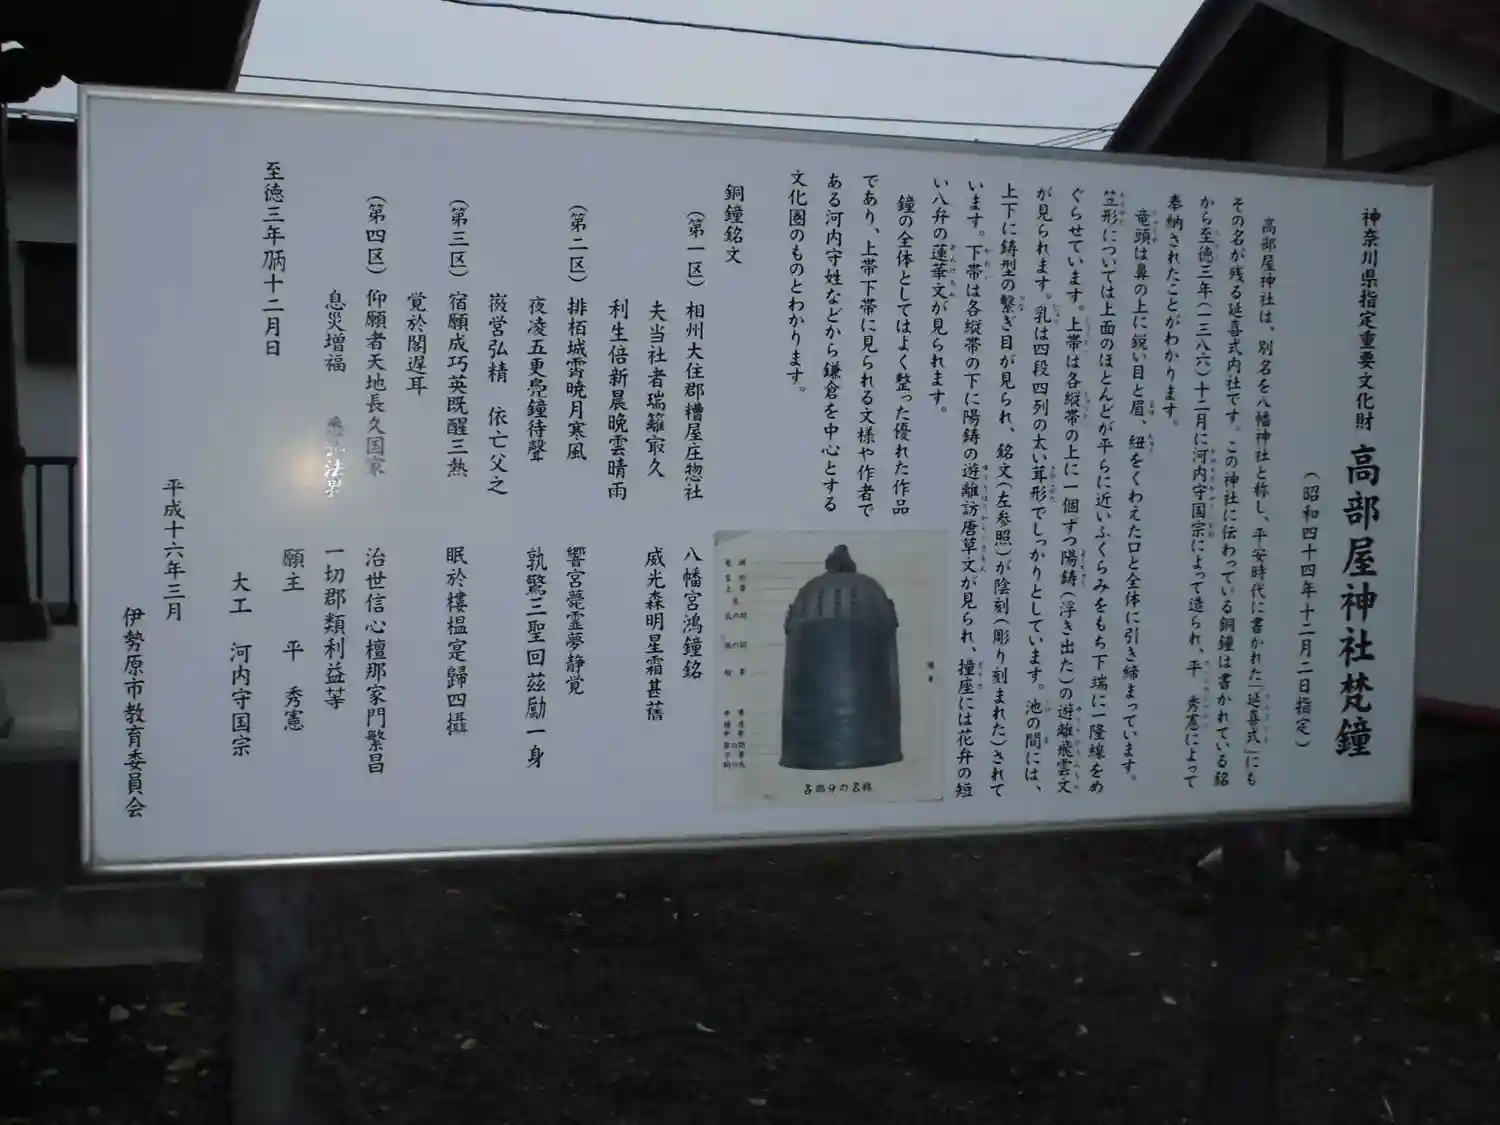 神奈川県指定重要文化財 高部屋神社梵鐘
(昭和四十四年十二月二日指定)
高部屋神社は、別名を八幡神社と称し、平安時代に書かれた「延喜式」にも
その名が残る延喜式内社です。この神社に伝わっている銅鐘は書かれている銘
から至徳三年(一三八六)十二月に河内守国宗によって造られ、平 秀憲によって
奉納されたことがわかります。
竜頭は鼻の上に鋭い目と眉、紐をくわえた口と全体に引き締まっています。
笠形については上面のほとんどが平らに近いふくらみをもち下瑞に一隆線をめ
ぐらせています。上帯は各縦帯の上に一個ずつ陽鋳(浮き出た)の遊離飛雲文
が見られます。乳は四段四列の太い茸形でしっかりとしています。池の間には、
上下に鋳型の繋ぎ目が見られ、銘文(左参照)が陰刻(彫り刻まれた)されて
います。下帯は各縦帯の下に陽鋳の遊離訪唐草文が見られ、撞座には花弁の短
い八弁の蓮華文が見られます。
鐘の全体としてはよく整った優れた作品
であり、上帯下帯に見られる文様や作者で
ある河内守姓などから鎌倉を中心とする
文化圏のものとわかります。
各部分の名称
銅鐘銘文
(第一区) 相州大住郡糟屋庄惣社 八幡宮鴻鐘銘
夫当社者瑞籬㝡久 威光森明星霜甚舊
利生倍新晨晩雲晴雨
(第二区) 排栢城霄暁月寒風 響宮甍霊夢静覚
夜凌五更喨鐘待聲 孰驚三聖回茲勵一身
嶶営弘精 依亡父之
(第三区) 宿願成巧英既醒三熱 眠於樓榅寔歸四攝
覚於閤遅耳
(第四区) 仰願者天地長久国家 治世信心檀那家門繁昌
息災増福 法界 一切郡類利益等
願主 平 秀憲
至徳三年丙刁十二月日
大工 河内守国宗
平成十六年三月
伊勢原市教育委員会